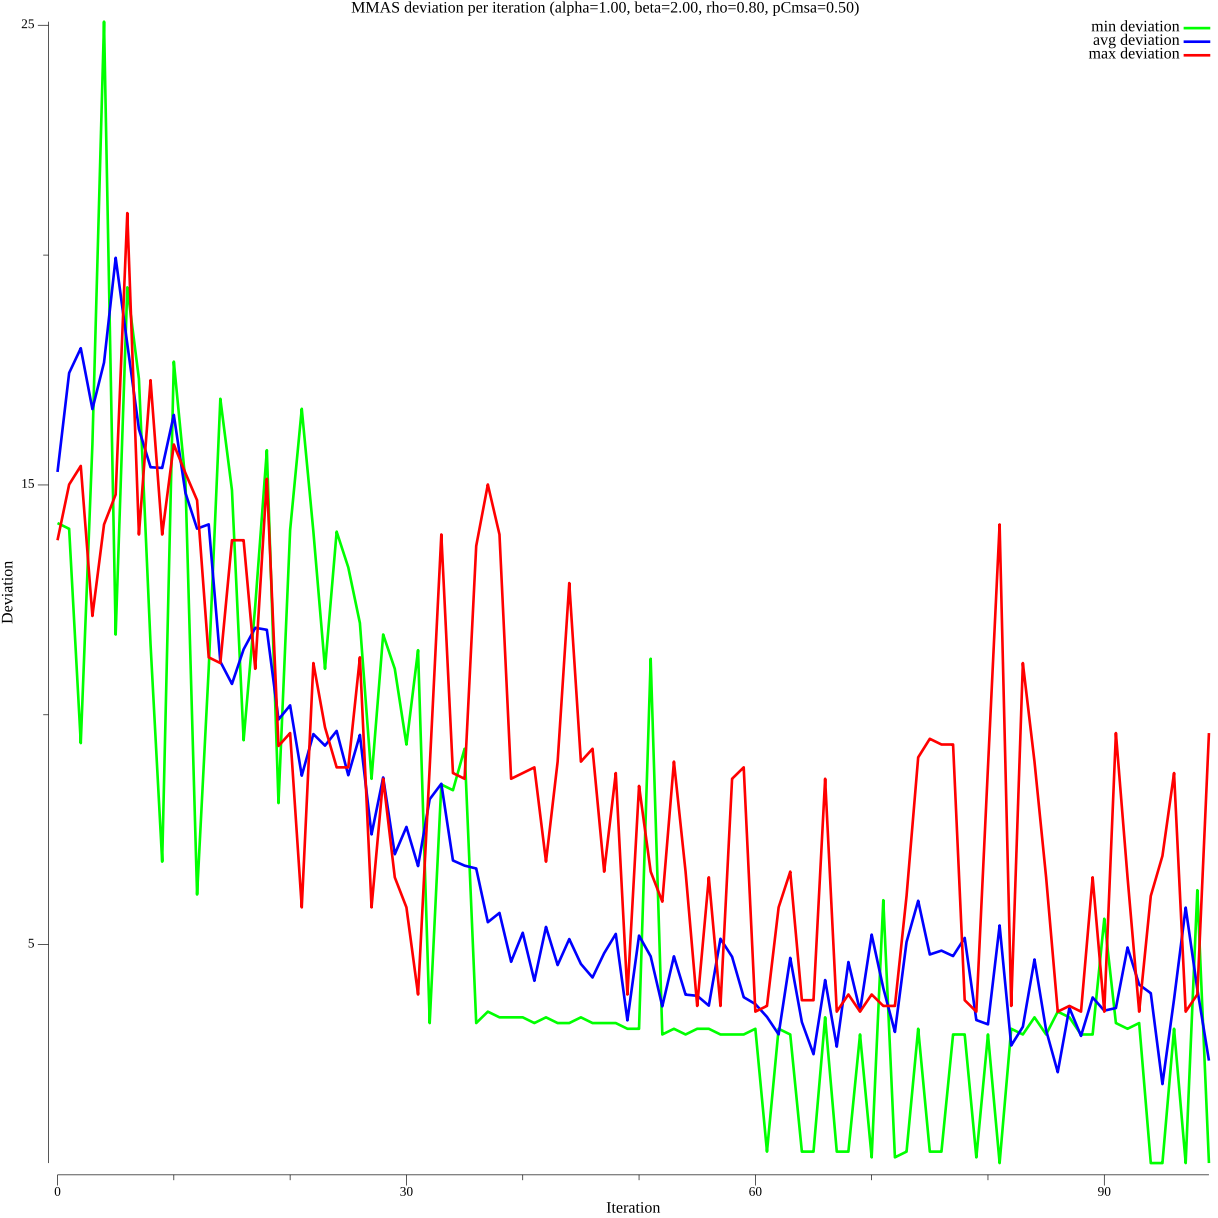 MMAS deviation per iteration (alpha=1.00, beta=2.00, rho=0.80, pCmsa=0.50)
25
min deviation
avg deviation
max deviation
15
Deviation
5
0 30 60 90
Iteration